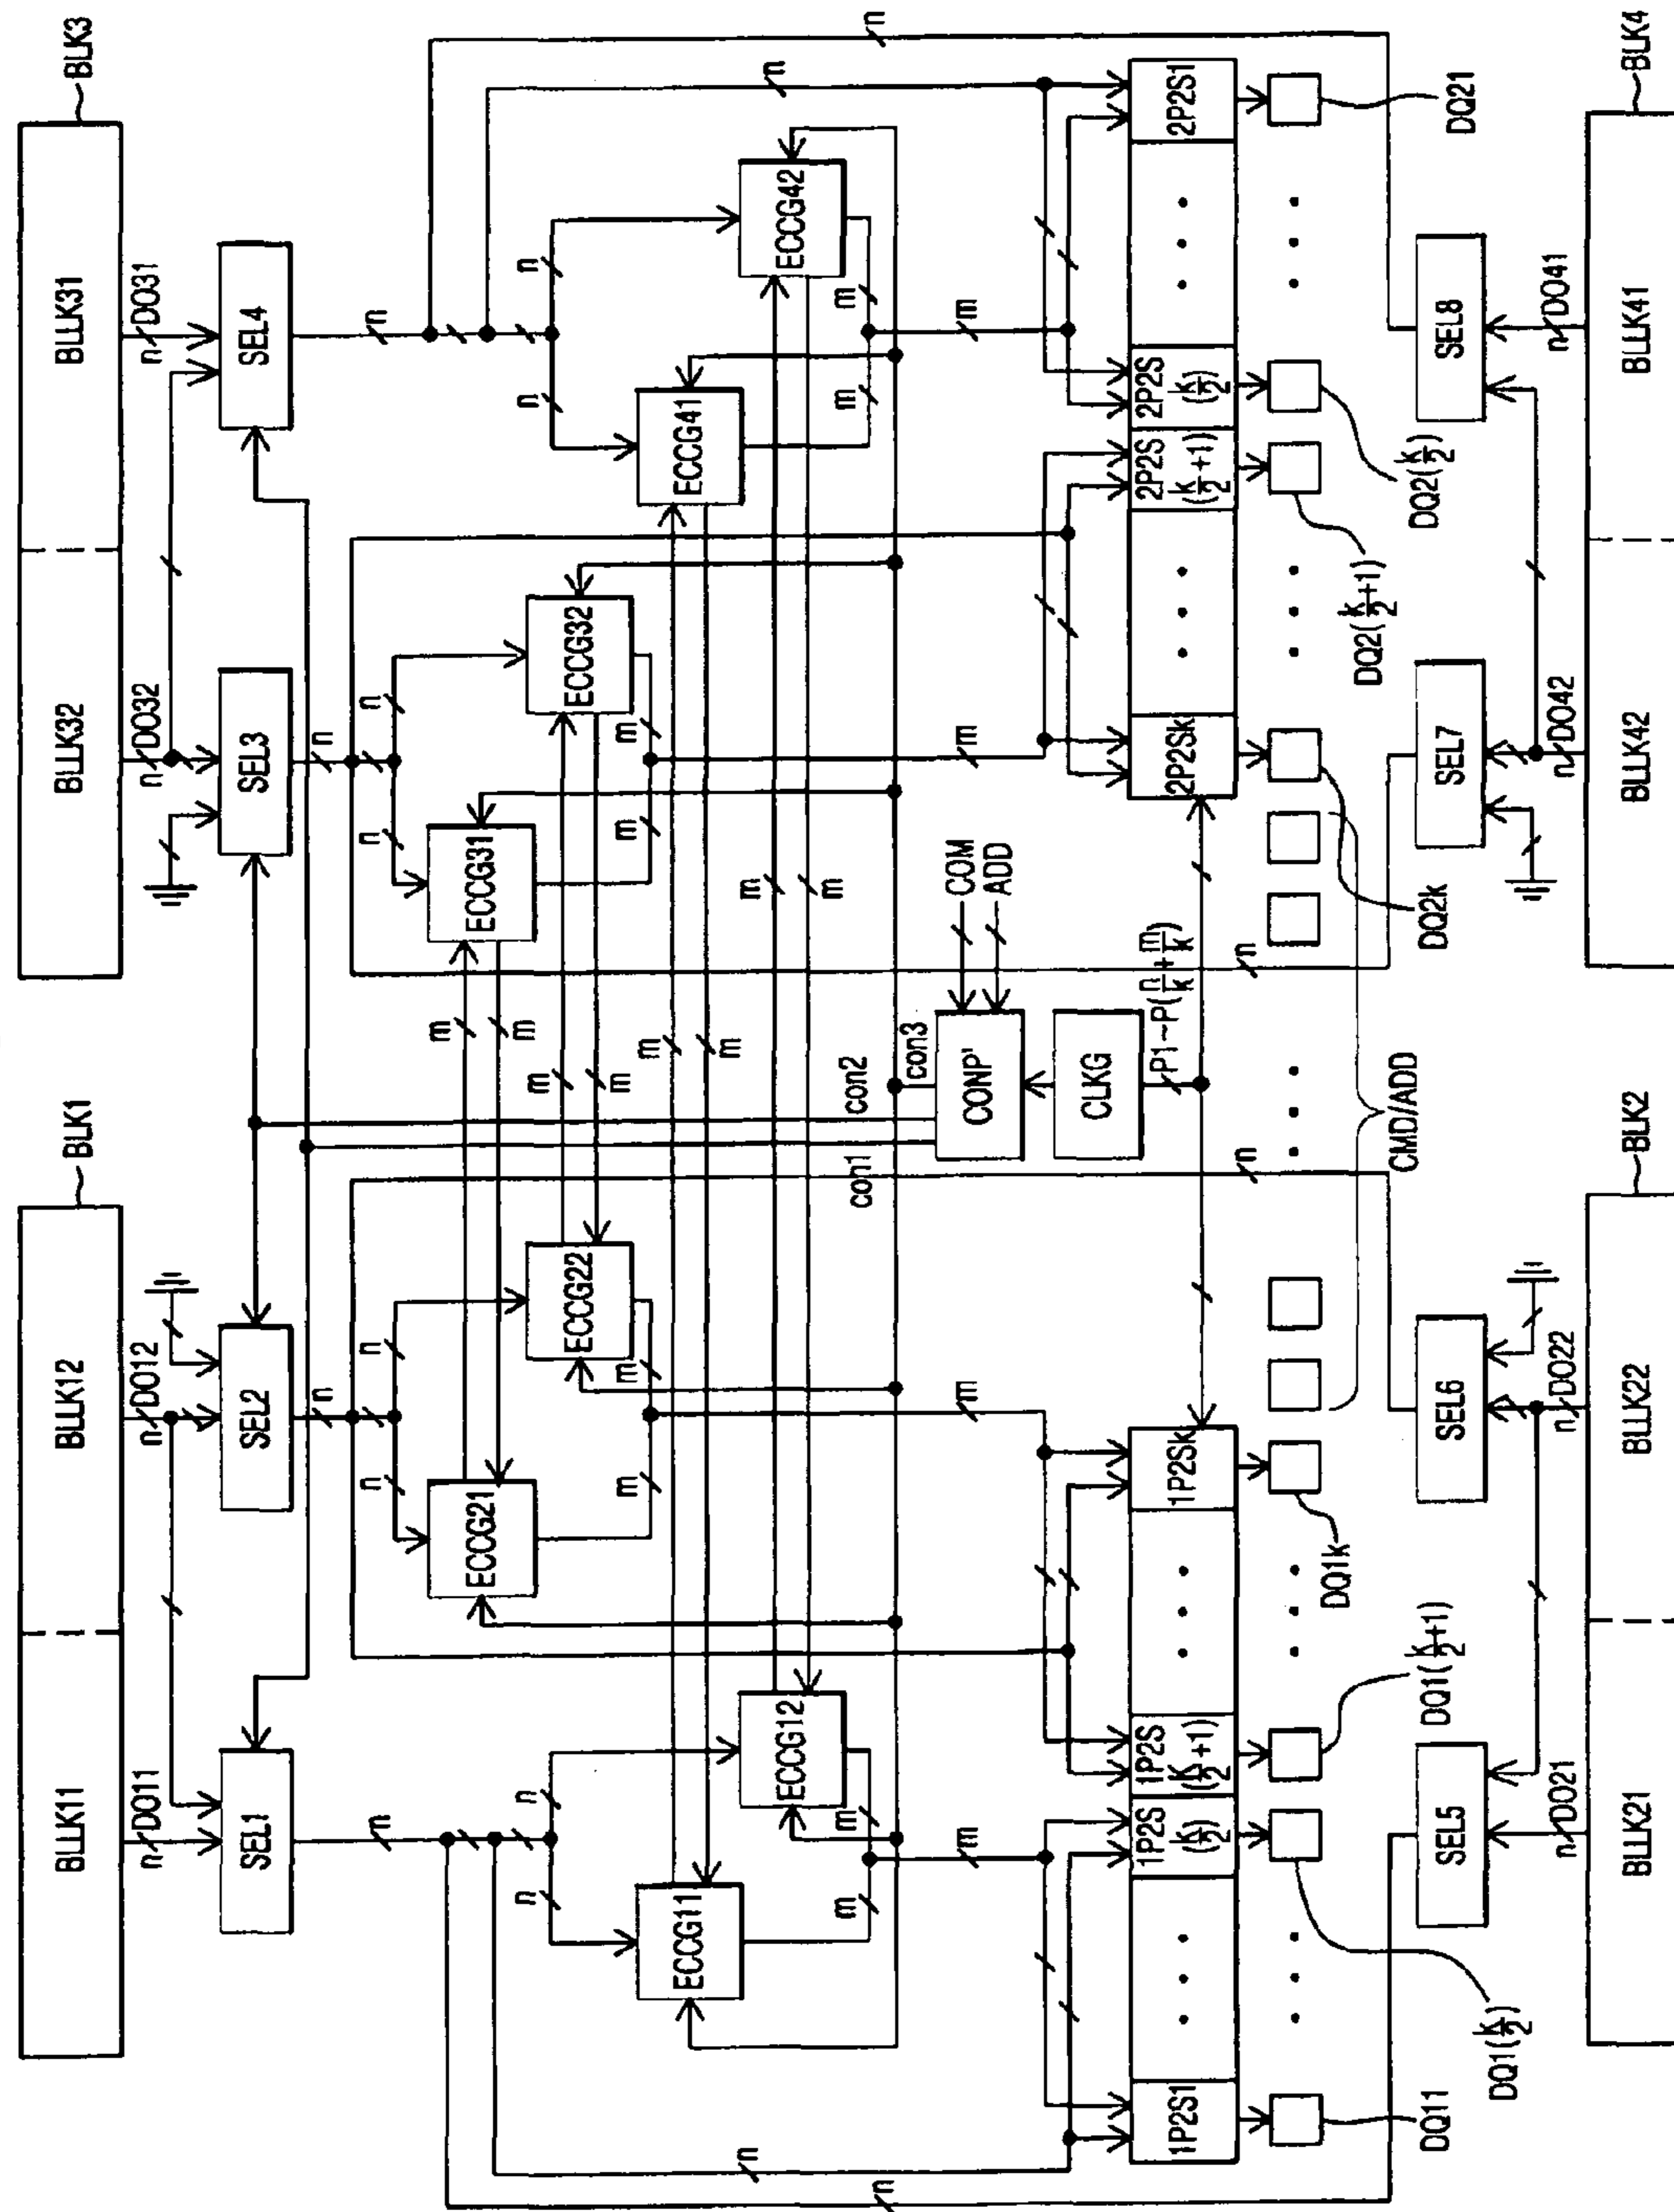 BLK1
BLK3
BLLK11
BLLK12
BLLK32
BLLK31
n DO11
n DO12
n DO32
n DO31
SEL1
SEL2
SEL3
SEL4
n
n
n
n
n
n
n
n
n
n
n
n
n
n
ECCG21
ECCG22
ECCG31
ECCG32
m
m
m
m
m
m
m
m
ECCG11
ECCG12
ECCG41
ECCG42
m
m
m
m
m
m
m
m
m
m
m
m
con1
con2
con3
CONP'
COM
ADD
CLKG
P1~P(n/k+m/k)
n
n
n
n
n
n
1P2S1
1P2S (k/2)
1P2S (K/2+1)
1P2Sk
2P2Sk
2P2S (k/2+1)
2P2S (k/2)
2P2S1
DQ11
DQ1(k/2)
DQ1(k/2+1)
DQ1k
CMD/ADD
DQ2k
DQ2(k/2+1)
DQ2(k/2)
DQ21
SEL5
SEL6
SEL7
SEL8
n DO21
n DO22
n DO42
n DO41
BLLK21
BLLK22
BLLK42
BLLK41
BLK2
BLK4